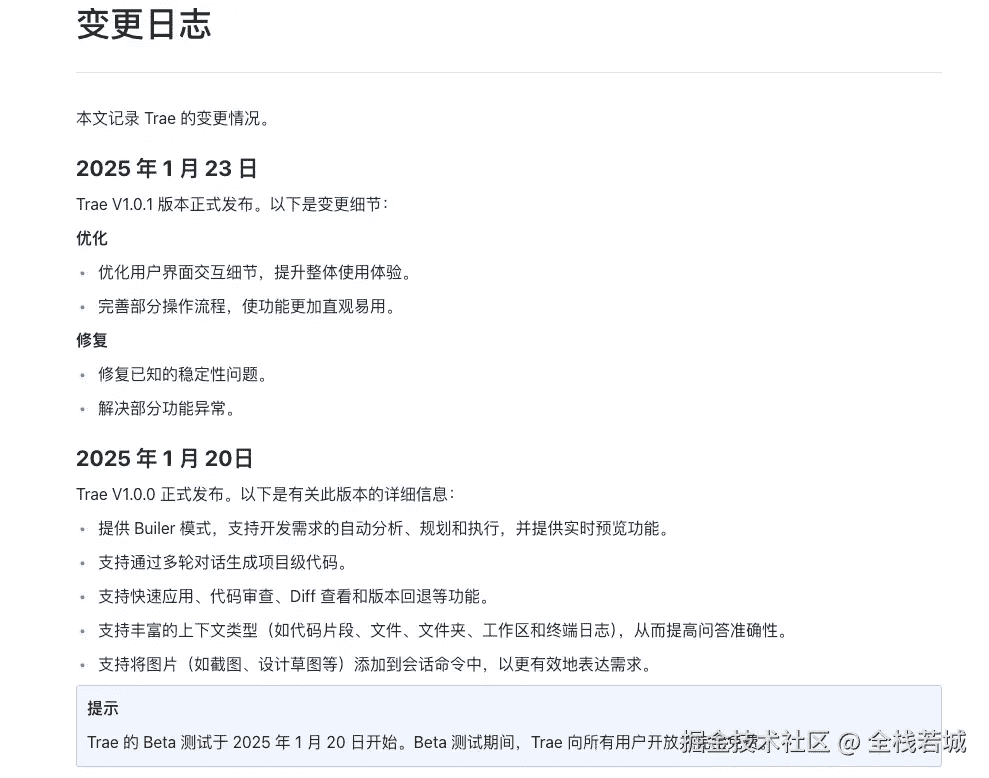 变更日志
本文记录 Trae 的变更情况。
2025 年 1 月 23 日
Trae V1.0.1 版本正式发布。以下是变更细节：
优化
• 优化用户界面交互细节，提升整体使用体验。
• 完善部分操作流程，使功能更加直观易用。
修复
• 修复已知的稳定性问题。
• 解决部分功能异常。
2025 年 1 月 20日
Trae V1.0.0 正式发布。以下是有关此版本的详细信息：
• 提供 Builer 模式，支持开发需求的自动分析、规划和执行，并提供实时预览功能。
• 支持通过多轮对话生成项目级代码。
• 支持快速应用、代码审查、Diff 查看和版本回退等功能。
• 支持丰富的上下文类型（如代码片段、文件、文件夹、工作区和终端日志），从而提高问答准确性。
• 支持将图片（如截图、设计草图等）添加到会话命令中，以更有效地表达需求。
提示
Trae 的 Beta 测试于 2025 年 1 月 20 日开始。Beta 测试期间，Trae 向所有用户开放
掘金技术社区 @ 全栈若城